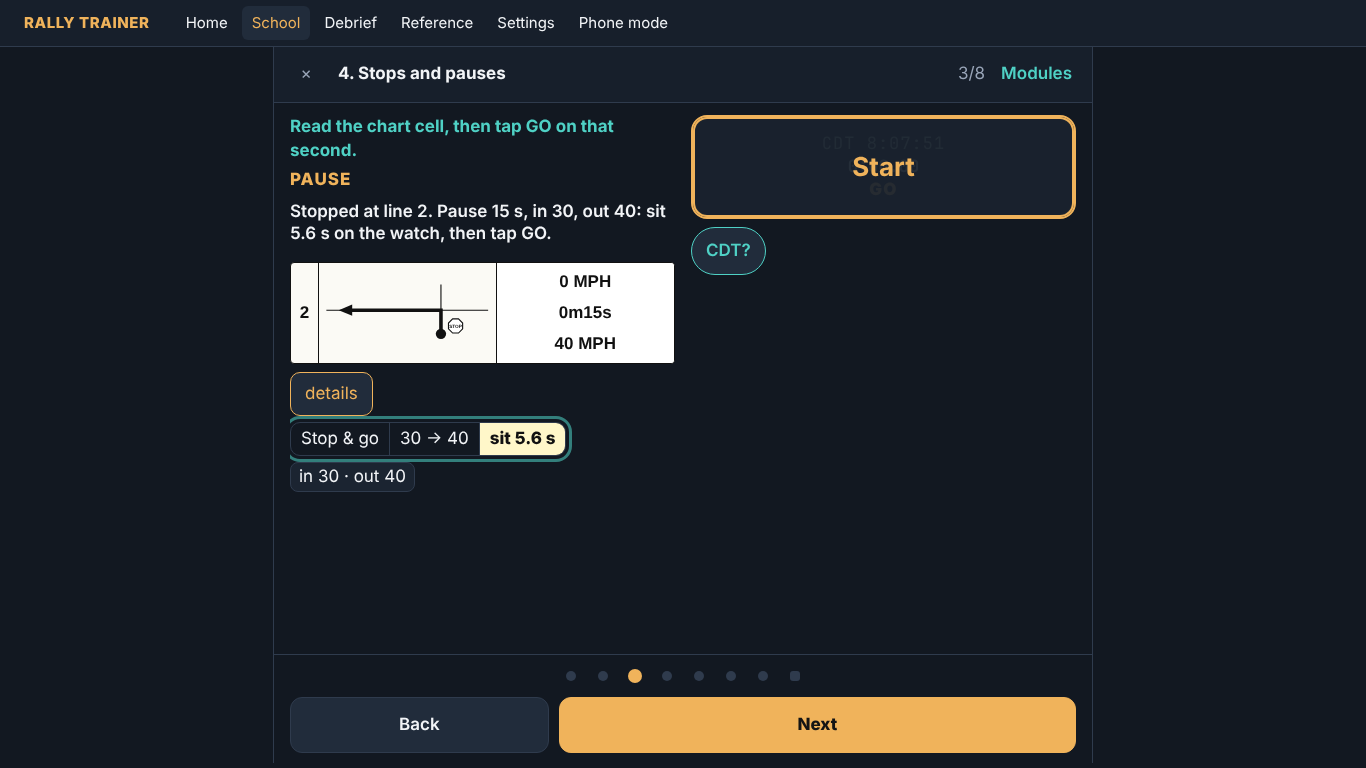 RALLY TRAINER Home School Debrief Reference Settings Phone mode
× 4. Stops and pauses 3/8 Modules
Read the chart cell, then tap GO on that
second.
PAUSE
Stopped at line 2. Pause 15 s, in 30, out 40: sit
5.6 s on the watch, then tap GO.
2
STOP
0 MPH
0m15s
40 MPH
details
Stop & go 30 → 40 sit 5.6 s
in 30 · out 40
CDT 8:07:51
Start
GO
CDT?
Back Next